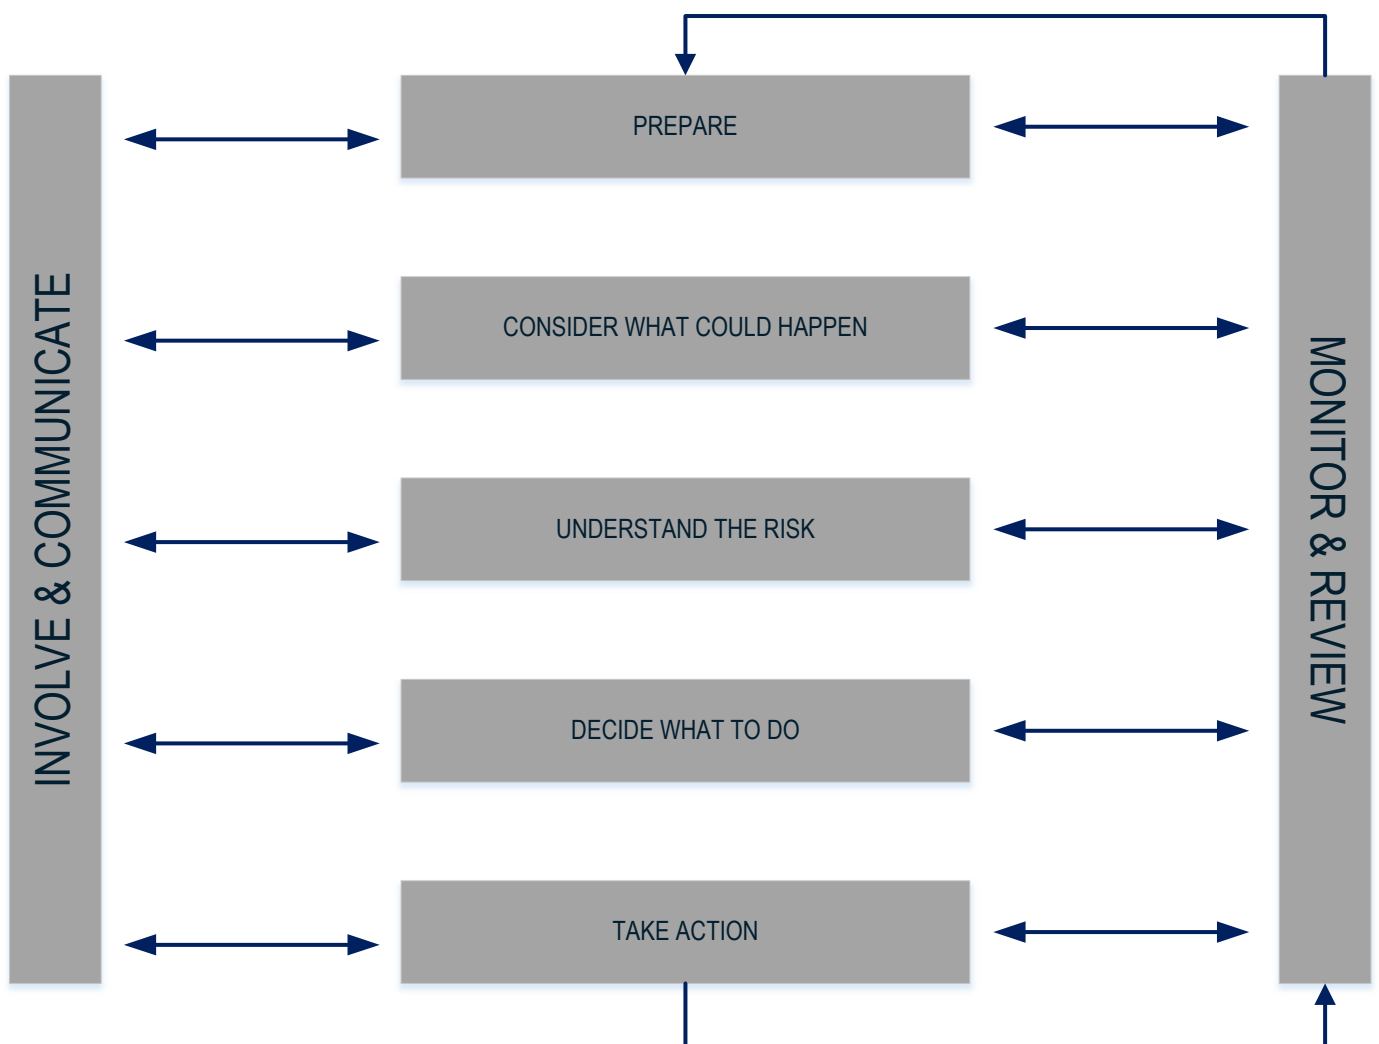 INVOLVE & COMMUNICATE
PREPARE
CONSIDER WHAT COULD HAPPEN
UNDERSTAND THE RISK
DECIDE WHAT TO DO
TAKE ACTION
MONITOR & REVIEW